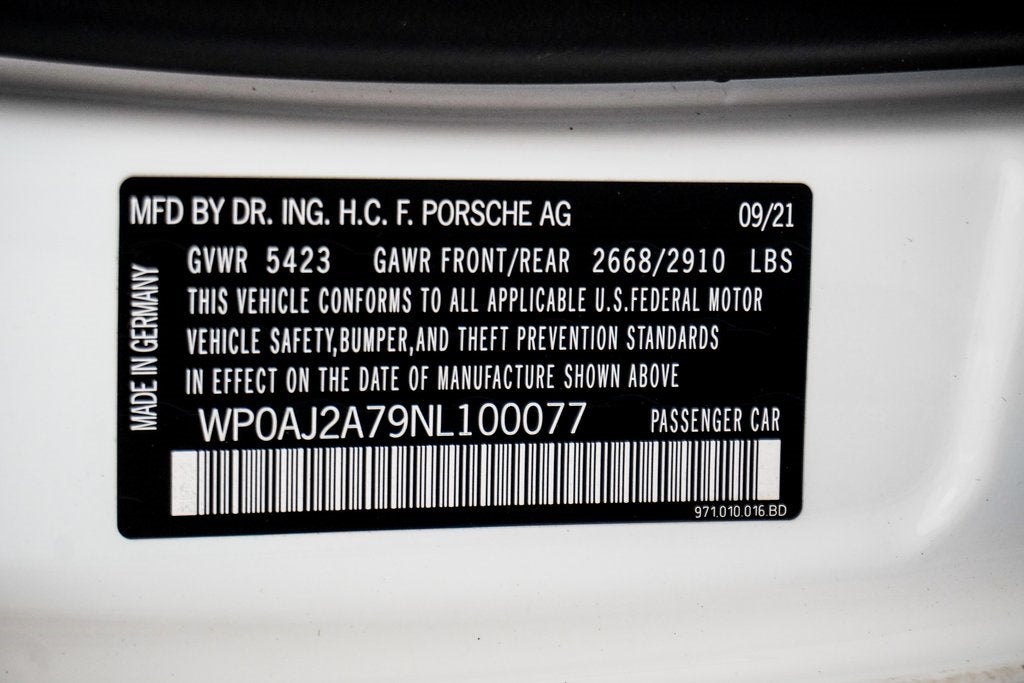 MFD BY DR. ING. H.C. F. PORSCHE AG 09/21
GVWR 5423 GAWR FRONT/REAR 2668/2910 LBS
THIS VEHICLE CONFORMS TO ALL APPLICABLE U.S.FEDERAL MOTOR
VEHICLE SAFETY,BUMPER,AND THEFT PREVENTION STANDARDS
IN EFFECT ON THE DATE OF MANUFACTURE SHOWN ABOVE
WP0AJ2A79NL100077 PASSENGER CAR
971.010.016.BD
MADE IN GERMANY